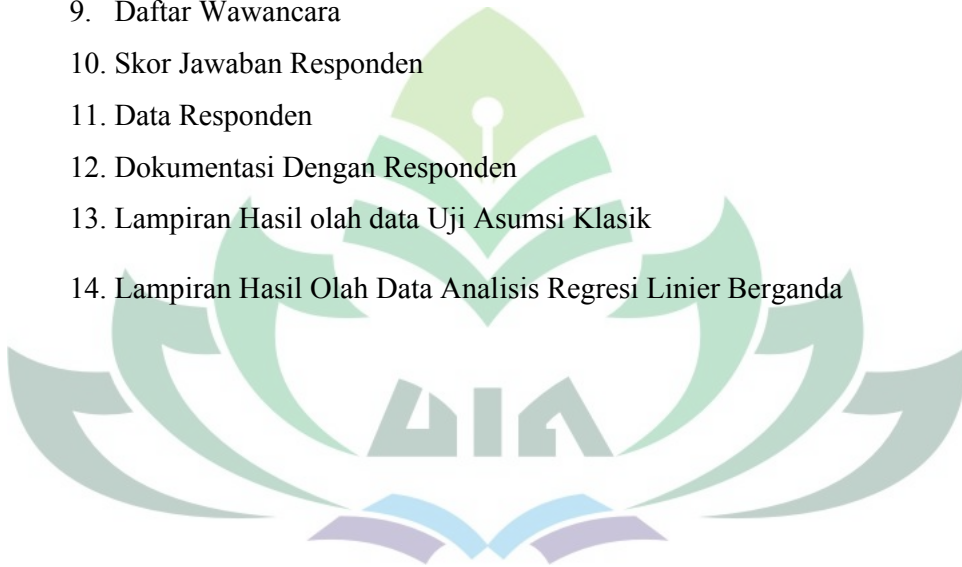 9. Daftar Wawancara
10. Skor Jawaban Responden
11. Data Responden
12. Dokumentasi Dengan Responden
13. Lampiran Hasil olah data Uji Asumsi Klasik
14. Lampiran Hasil Olah Data Analisis Regresi Linier Berganda
UIN